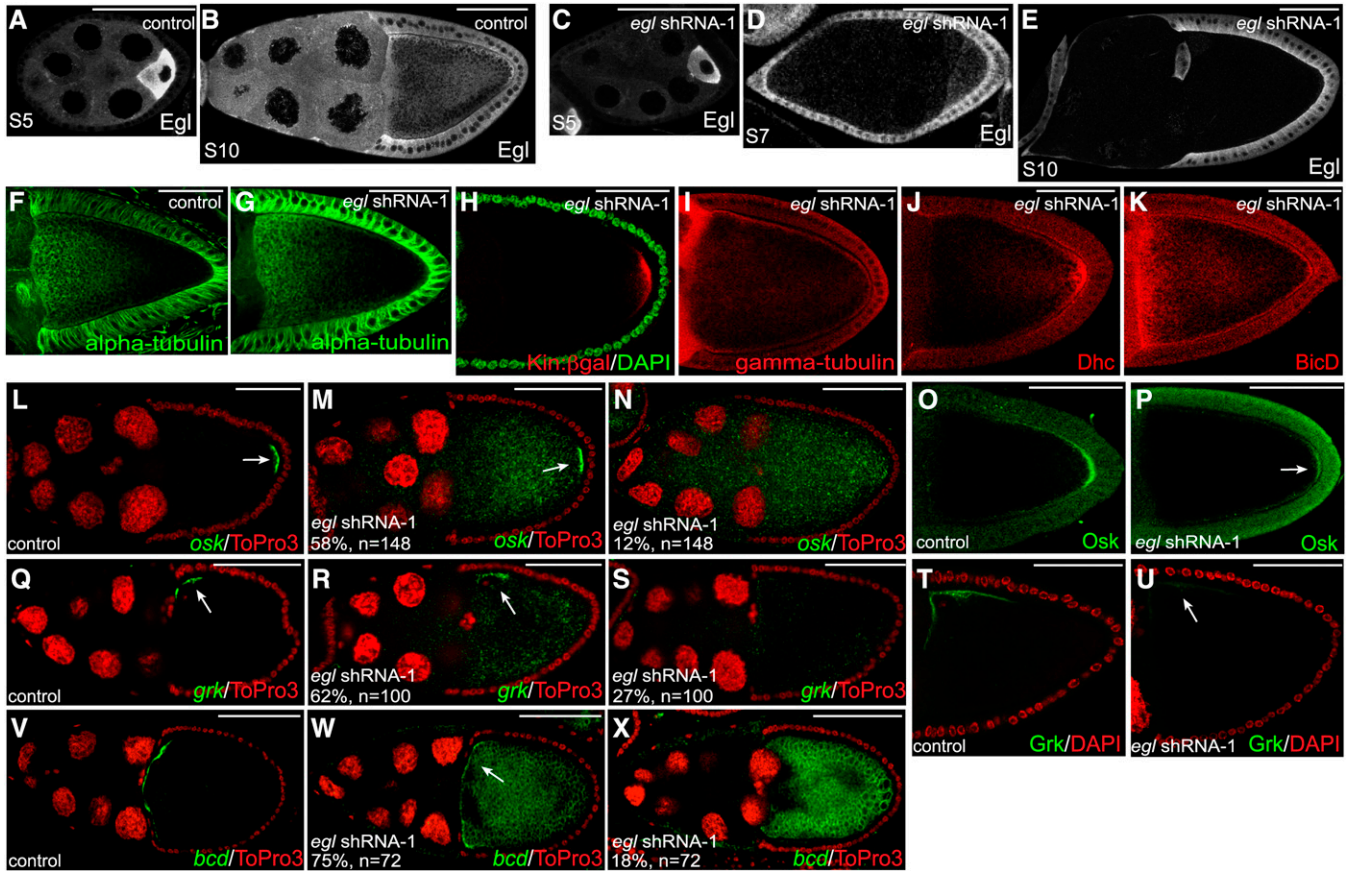 A control
S5 Egl
B control
S10 Egl
C egl shRNA-1
S5 Egl
D egl shRNA-1
S7 Egl
E egl shRNA-1
S10 Egl
F control
alpha-tubulin
G egl shRNA-1
alpha-tubulin
H egl shRNA-1
Kin:βgal/DAPI
I egl shRNA-1
gamma-tubulin
J egl shRNA-1
Dhc
K egl shRNA-1
BicD
L
control osk/ToPro3
M
egl shRNA-1
58%, n=148 osk/ToPro3
N
egl shRNA-1
12%, n=148 osk/ToPro3
O
control Osk
P
egl shRNA-1 Osk
Q
control grk/ToPro3
R
egl shRNA-1
62%, n=100 grk/ToPro3
S
egl shRNA-1
27%, n=100 grk/ToPro3
T
control Grk/DAPI
U
egl shRNA-1 Grk/DAPI
V
control bcd/ToPro3
W
egl shRNA-1
75%, n=72 bcd/ToPro3
X
egl shRNA-1
18%, n=72 bcd/ToPro3